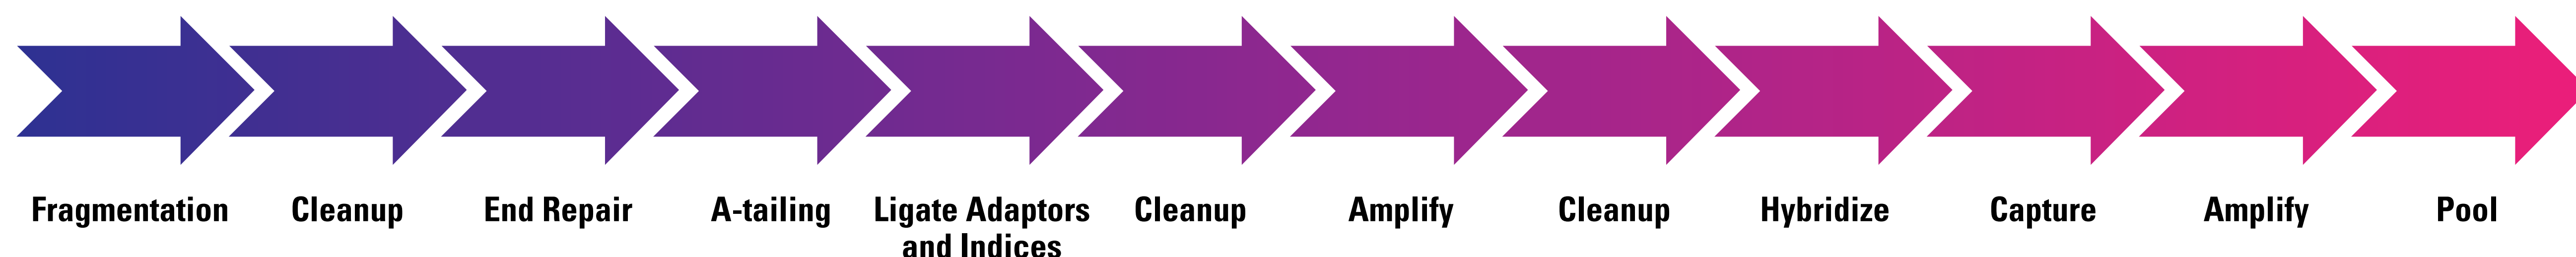 Fragmentation
Cleanup
End Repair
A-tailing
Ligate Adaptors
and Indices
Cleanup
Amplify
Cleanup
Hybridize
Capture
Amplify
Pool